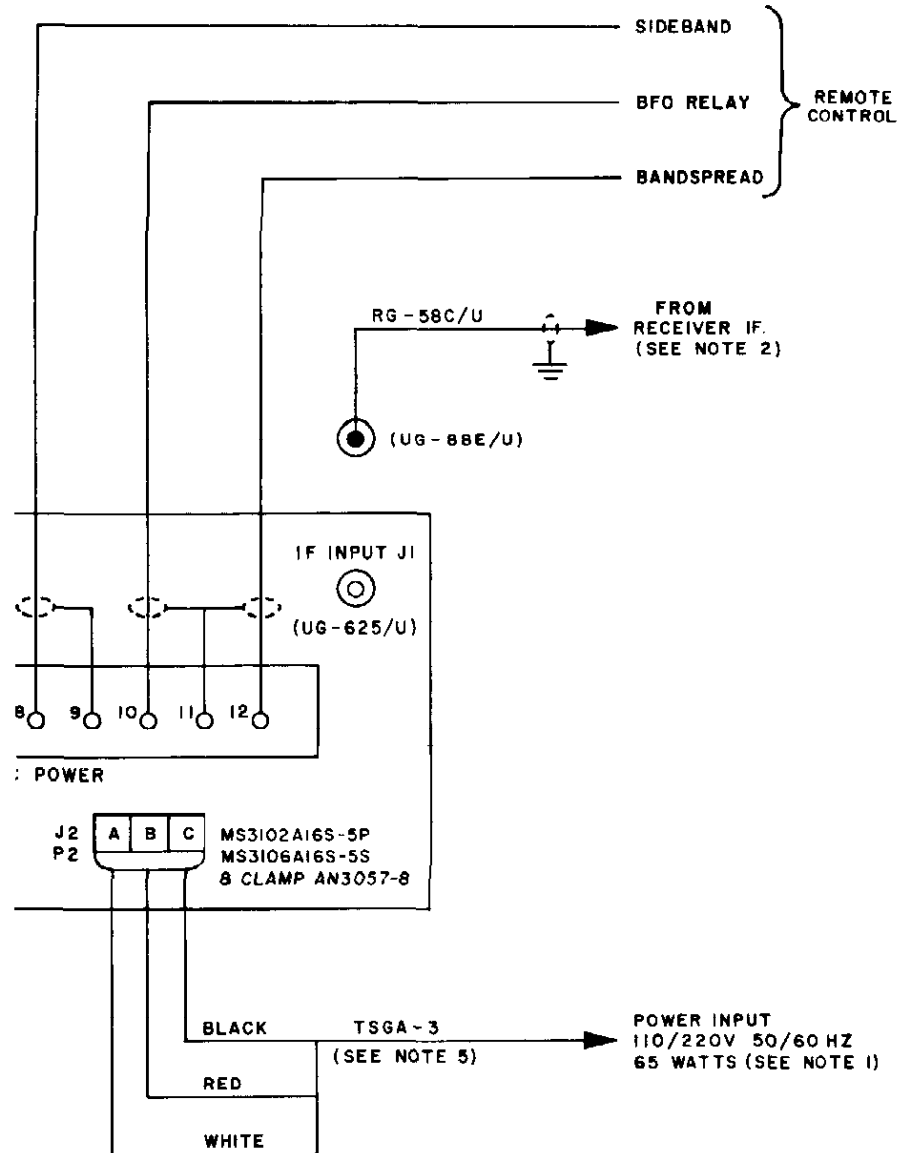 SIDEBAND
BFO RELAY
REMOTE
CONTROL
BANDSPREAD
RG-58C/U
FROM
RECEIVER IF.
(SEE NOTE 2)
(UG-88E/U)
IF INPUT J1
(UG-625/U)
8 9 10 11 12
POWER
J2 A B C MS3102A16S-5P
P2 MS3106A16S-5S
8 CLAMP AN3057-8
BLACK TSGA-3
(SEE NOTE 5)
POWER INPUT
110/220V 50/60 HZ
65 WATTS (SEE NOTE 1)
RED
WHITE